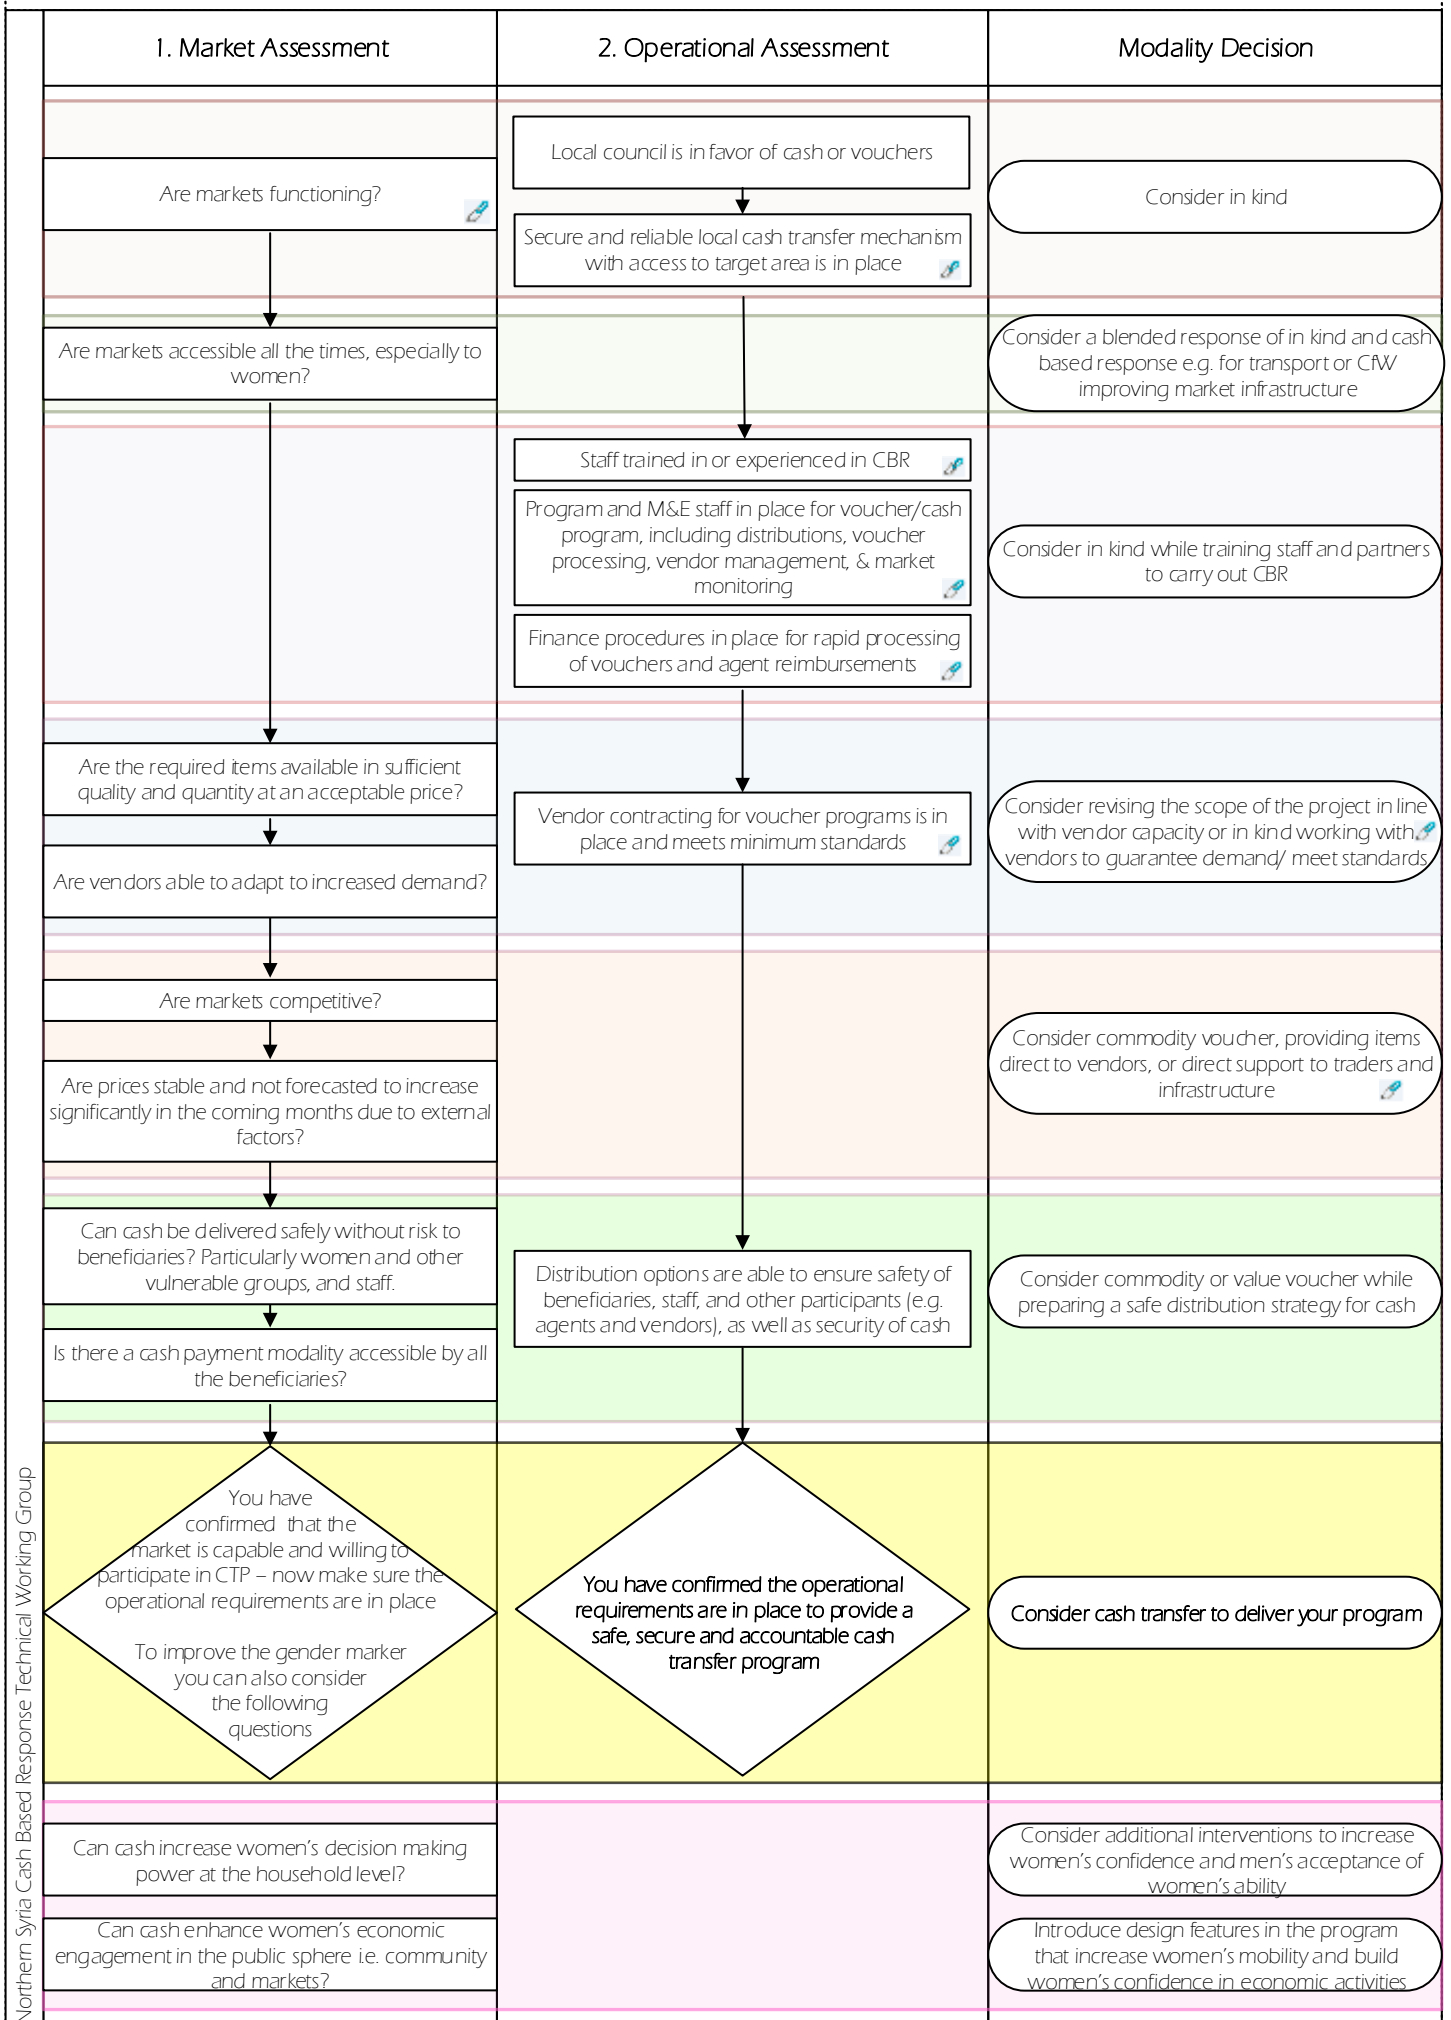 1. Market Assessment
2. Operational Assessment
Modality Decision
Are markets functioning?
Local council is in favor of cash or vouchers
Secure and reliable local cash transfer mechanism
with access to target area is in place
Consider in kind
Are markets accessible all the times, especially to
women?
Consider a blended response of in kind and cash
based response e.g. for transport or CfW
improving market infrastructure
Staff trained in or experienced in CBR
Program and M&E staff in place for voucher/cash
program, including distributions, voucher
processing, vendor management, & market
monitoring
Finance procedures in place for rapid processing
of vouchers and agent reimbursements
Consider in kind while training staff and partners
to carry out CBR
Are the required items available in sufficient
quality and quantity at an acceptable price?
Are vendors able to adapt to increased demand?
Vendor contracting for voucher programs is in
place and meets minimum standards
Consider revising the scope of the project in line
with vendor capacity or in kind working with
vendors to guarantee demand/ meet standards
Are markets competitive?
Are prices stable and not forecasted to increase
significantly in the coming months due to external
factors?
Consider commodity voucher, providing items
direct to vendors, or direct support to traders and
infrastructure
Can cash be delivered safely without risk to
beneficiaries? Particularly women and other
vulnerable groups, and staff.
Is there a cash payment modality accessible by all
the beneficiaries?
Distribution options are able to ensure safety of
beneficiaries, staff, and other participants (e.g.
agents and vendors), as well as security of cash
Consider commodity or value voucher while
preparing a safe distribution strategy for cash
You have
confirmed that the
market is capable and willing to
participate in CTP – now make sure the
operational requirements are in place
To improve the gender marker
you can also consider
the following
questions
You have confirmed the operational
requirements are in place to provide a
safe, secure and accountable cash
transfer program
Consider cash transfer to deliver your program
Can cash increase women's decision making
power at the household level?
Consider additional interventions to increase
women's confidence and men's acceptance of
women's ability
Can cash enhance women's economic
engagement in the public sphere i.e. community
and markets?
Introduce design features in the program
that increase women's mobility and build
women's confidence in economic activities
Northern Syria Cash Based Response Technical Working Group